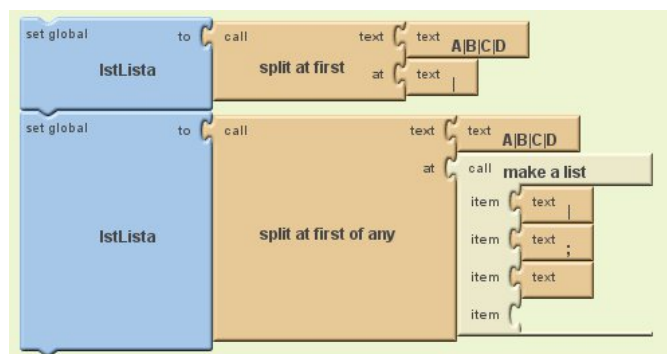 set global to call text text A|B|C|D
lstLista split at first at text |
set global to call text text A|B|C|D
at call make a list
item text |
lstLista split at first of any item text ;
item text
item